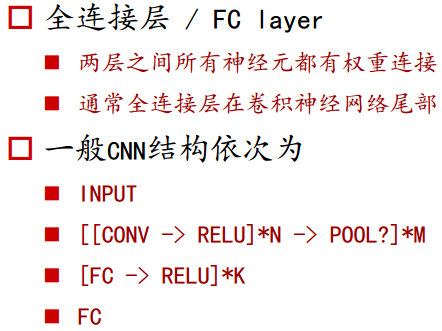 全连接层 / FC layer
两层之间所有神经元都有权重连接
通常全连接层在卷积神经网络尾部
一般CNN结构依次为
INPUT
[[CONV -> RELU]*N -> POOL?]*M
[FC -> RELU]*K
FC